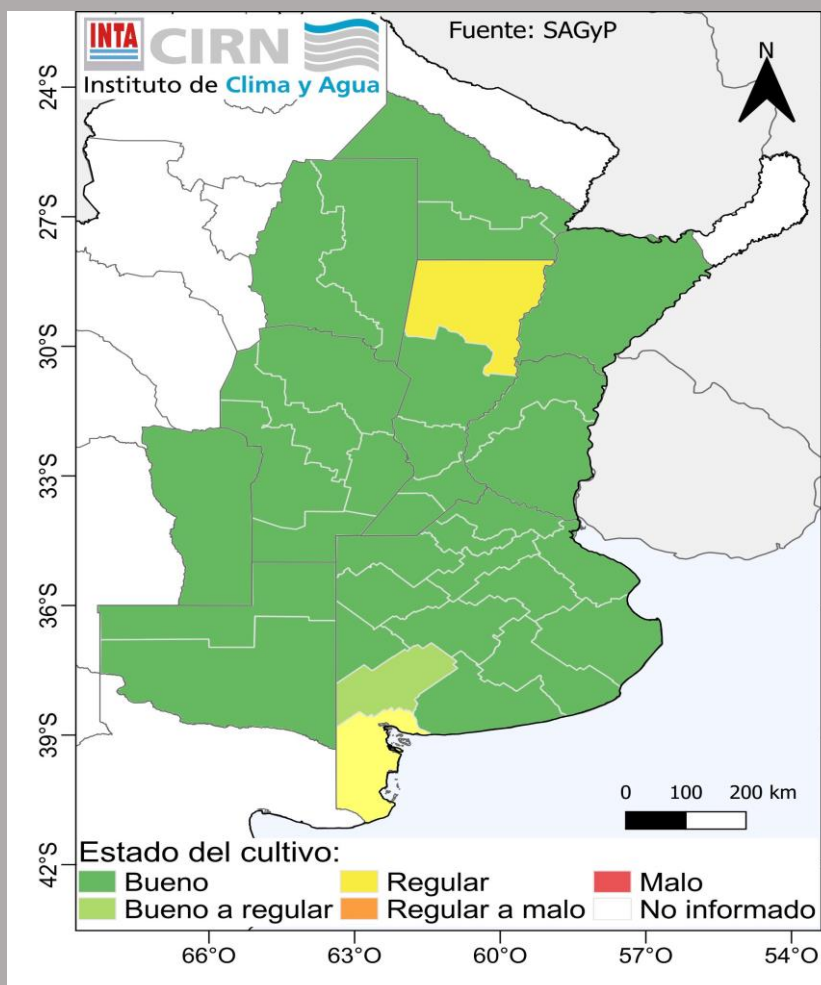 INTA CIRN
Instituto de Clima y Agua
Fuente: SAGyP
N
24°S
27°S
30°S
33°S
36°S
39°S
42°S
0 100 200 km
Estado del cultivo:
Bueno Regular Malo
Bueno a regular Regular a malo No informado
66°O 63°O 60°O 57°O 54°O